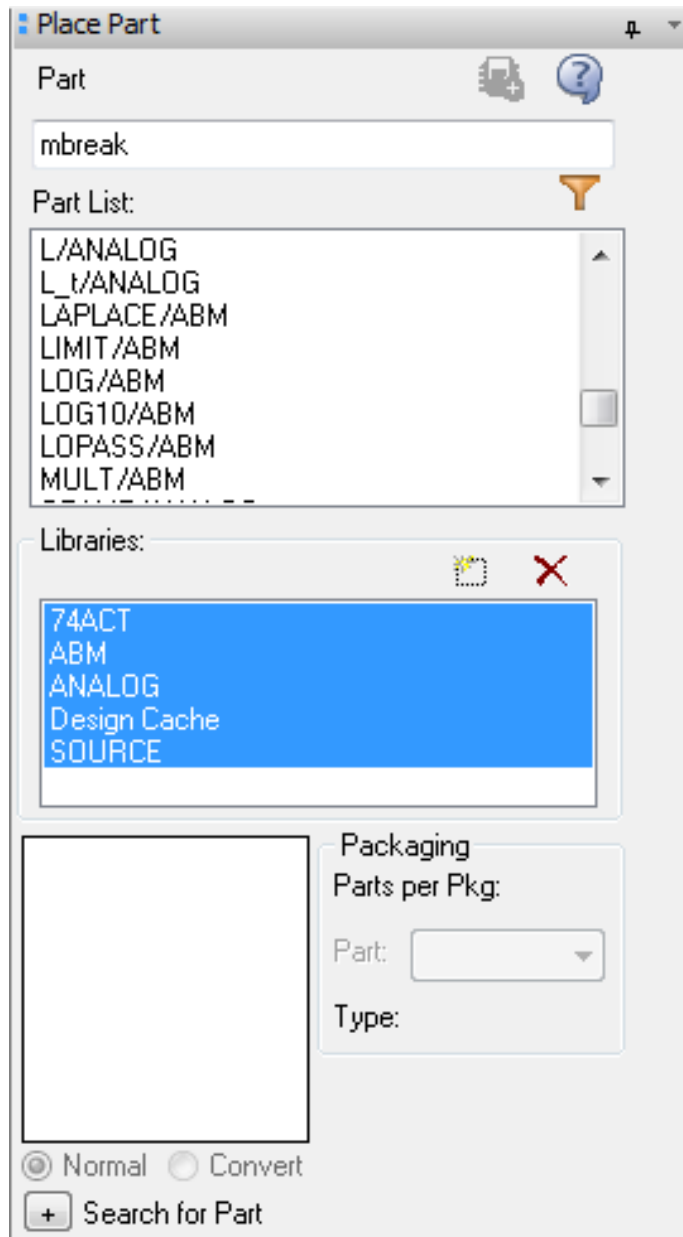 Place Part
Part
mbreak
Part List:
L/ANALOG
L_t/ANALOG
LAPLACE/ABM
LIMIT/ABM
LOG/ABM
LOG10/ABM
LOPASS/ABM
MULT/ABM
Libraries:
74ACT
ABM
ANALOG
Design Cache
SOURCE
Packaging
Parts per Pkg:
Part:
Type:
Normal Convert
+ Search for Part